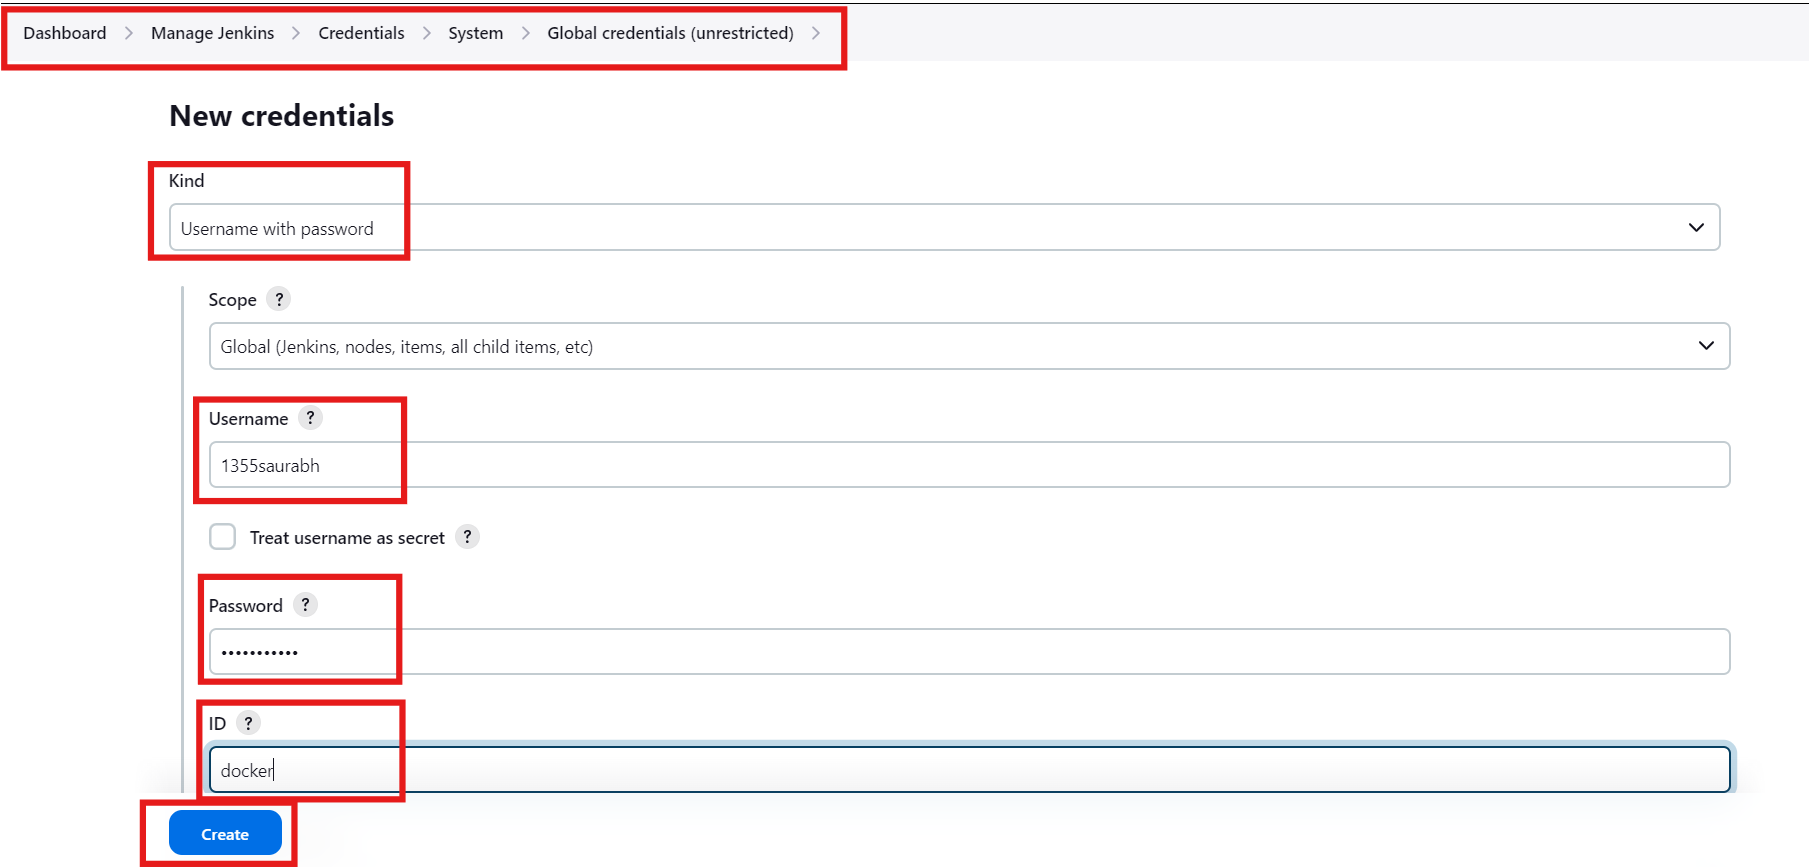 Dashboard > Manage Jenkins > Credentials > System > Global credentials (unrestricted) >
New credentials
Kind
Username with password
Scope ?
Global (Jenkins, nodes, items, all child items, etc)
Username ?
1355saurabh
Treat username as secret ?
Password ?
•••••••••••
ID ?
docker
Create